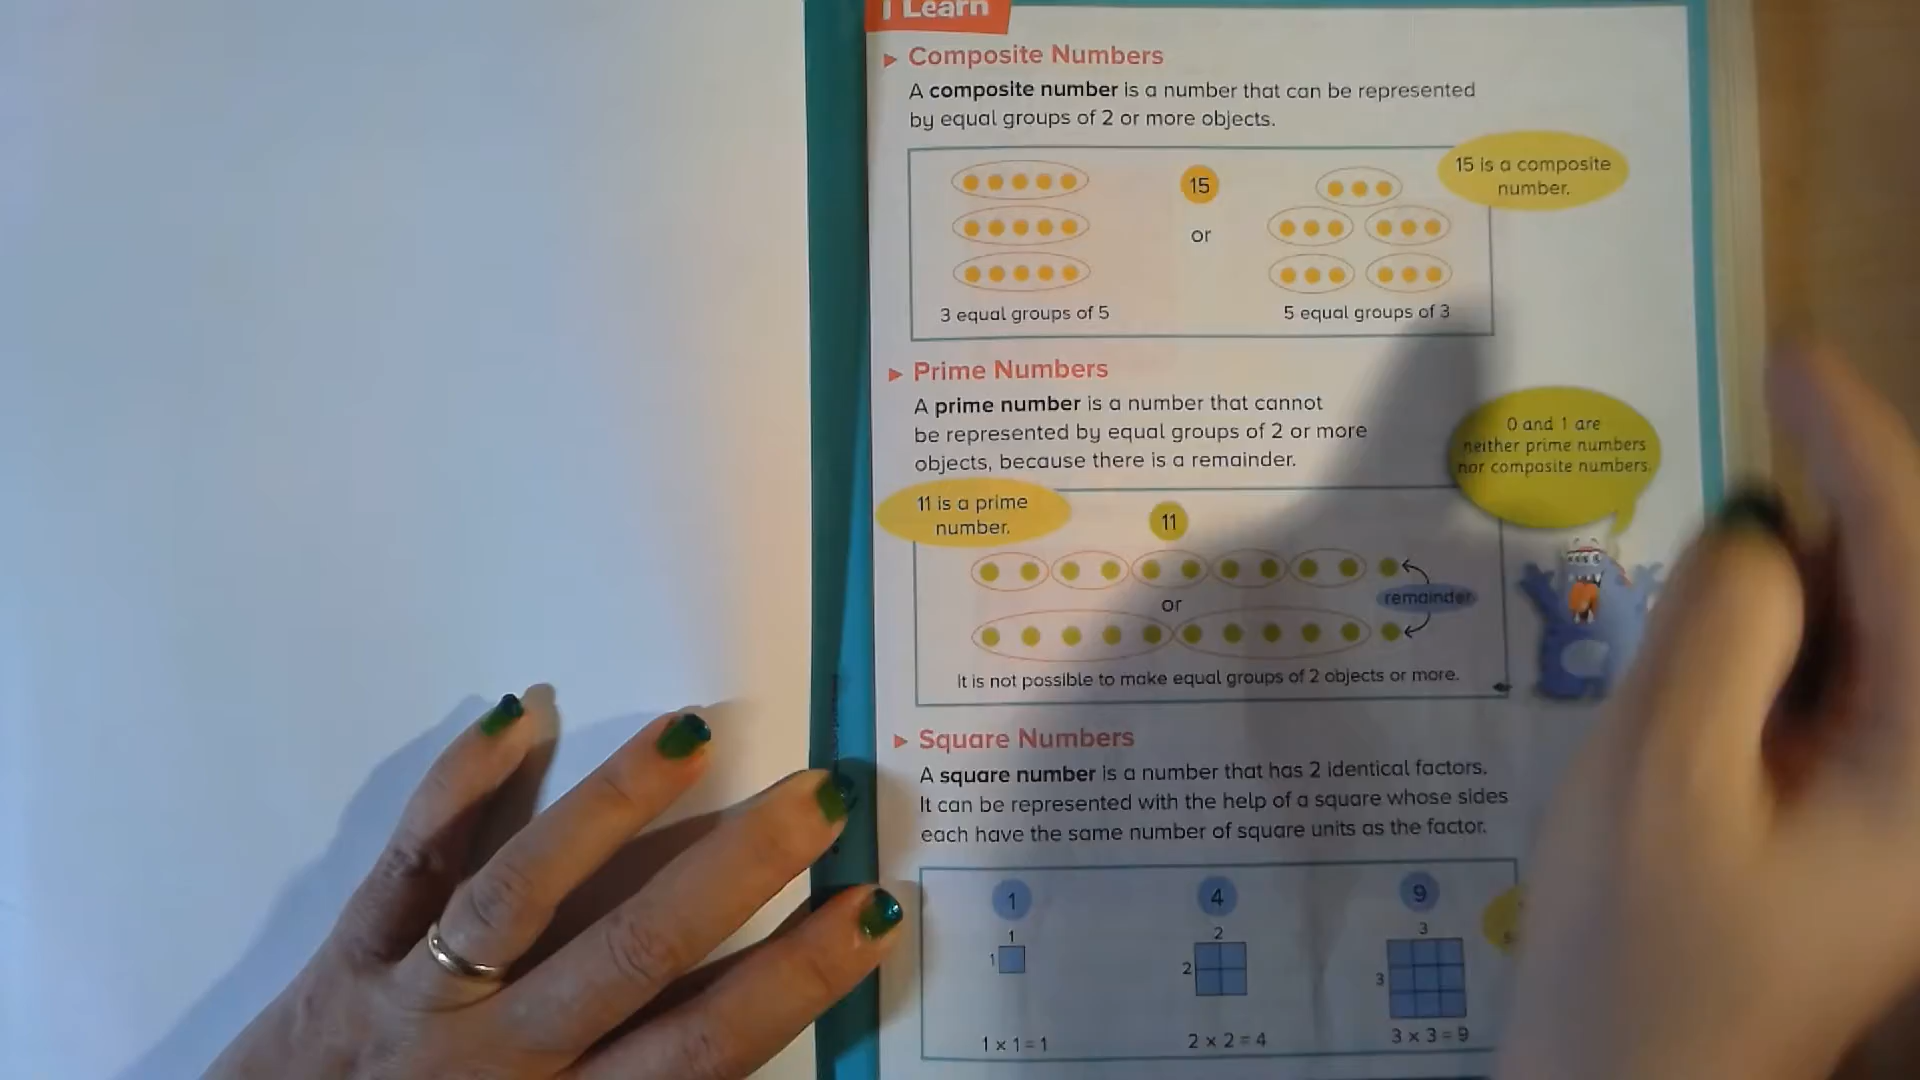 I Learn
Composite Numbers
A composite number is a number that can be represented
by equal groups of 2 or more objects.
15 is a composite
number.
15
or
3 equal groups of 5
5 equal groups of 3
Prime Numbers
A prime number is a number that cannot
be represented by equal groups of 2 or more
objects, because there is a remainder.
0 and 1 are
neither prime numbers
nor composite numbers.
11 is a prime
number.
11
remainder
or
It is not possible to make equal groups of 2 objects or more.
Square Numbers
A square number is a number that has 2 identical factors.
It can be represented with the help of a square whose sides
each have the same number of square units as the factor.
1
4
9
1
2
3
1
2
3
1 x 1 = 1
2 x 2 = 4
3 x 3 = 9